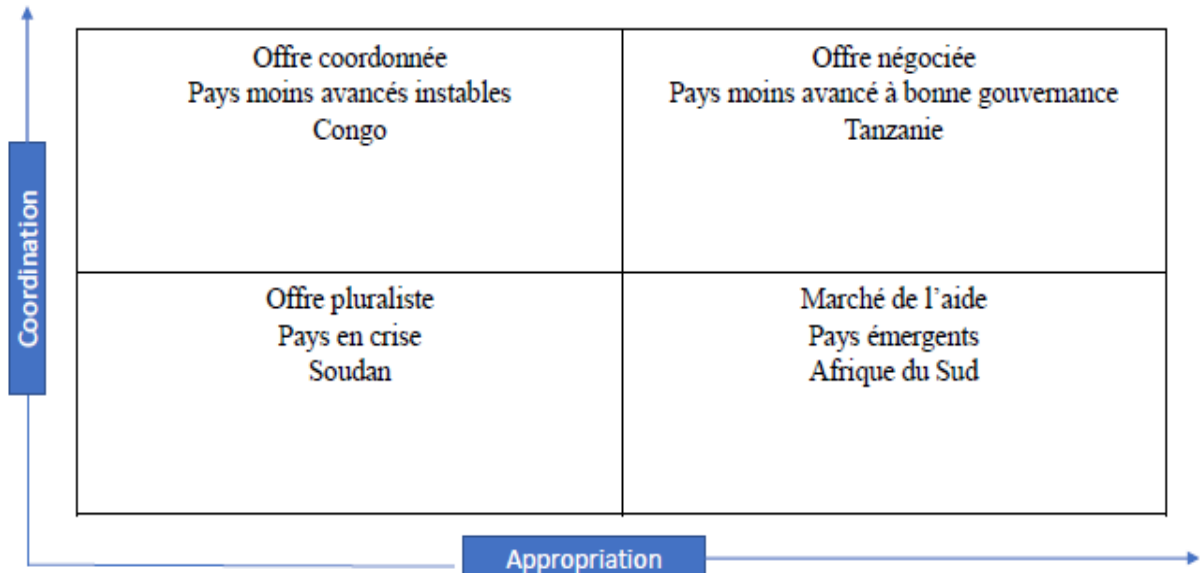 Offre coordonnée
Pays moins avancés instables
Congo
Offre négociée
Pays moins avancé à bonne gouvernance
Tanzanie
Coordination
Offre pluraliste
Pays en crise
Soudan
Marché de l'aide
Pays émergents
Afrique du Sud
Appropriation